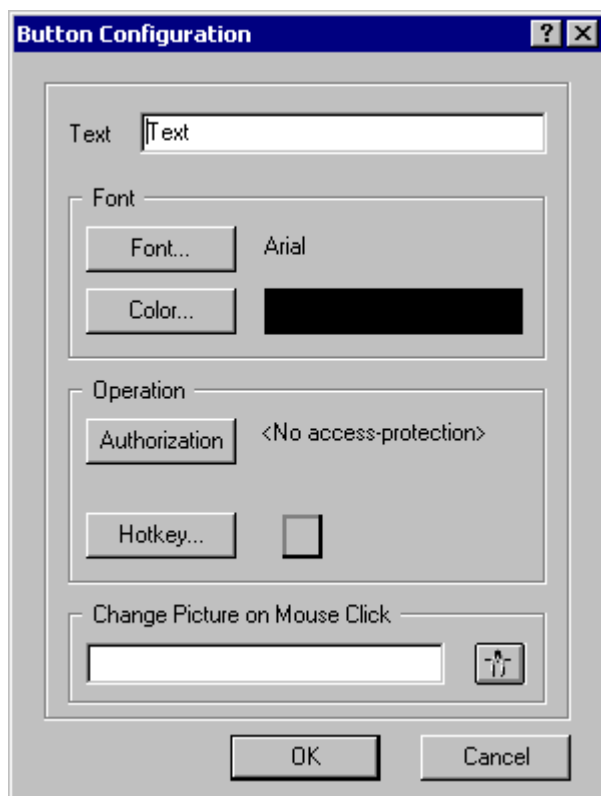 Button Configuration
Text Text
Font
Font... Arial
Color...
Operation
Authorization <No access-protection>
Hotkey...
Change Picture on Mouse Click
OK Cancel